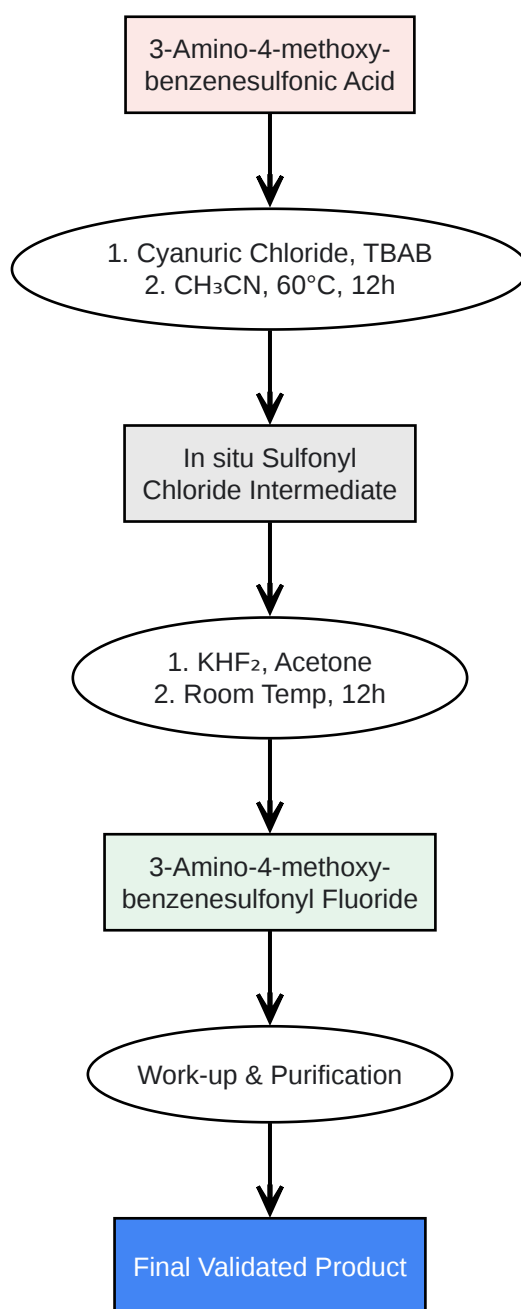 3-Amino-4-methoxy-
benzenesulfonic Acid
1. Cyanuric Chloride, TBAB
2. CH₃CN, 60°C, 12h
In situ Sulfonyl
Chloride Intermediate
1. KHF₂, Acetone
2. Room Temp, 12h
3-Amino-4-methoxy-
benzenesulfonyl Fluoride
Work-up & Purification
Final Validated Product